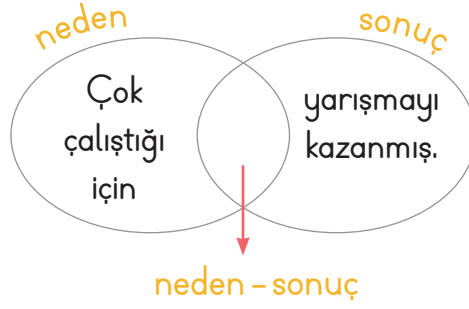 neden
sonuç
Çok
çalıştığı
için
yarışmayı
kazanmış.
neden – sonuç